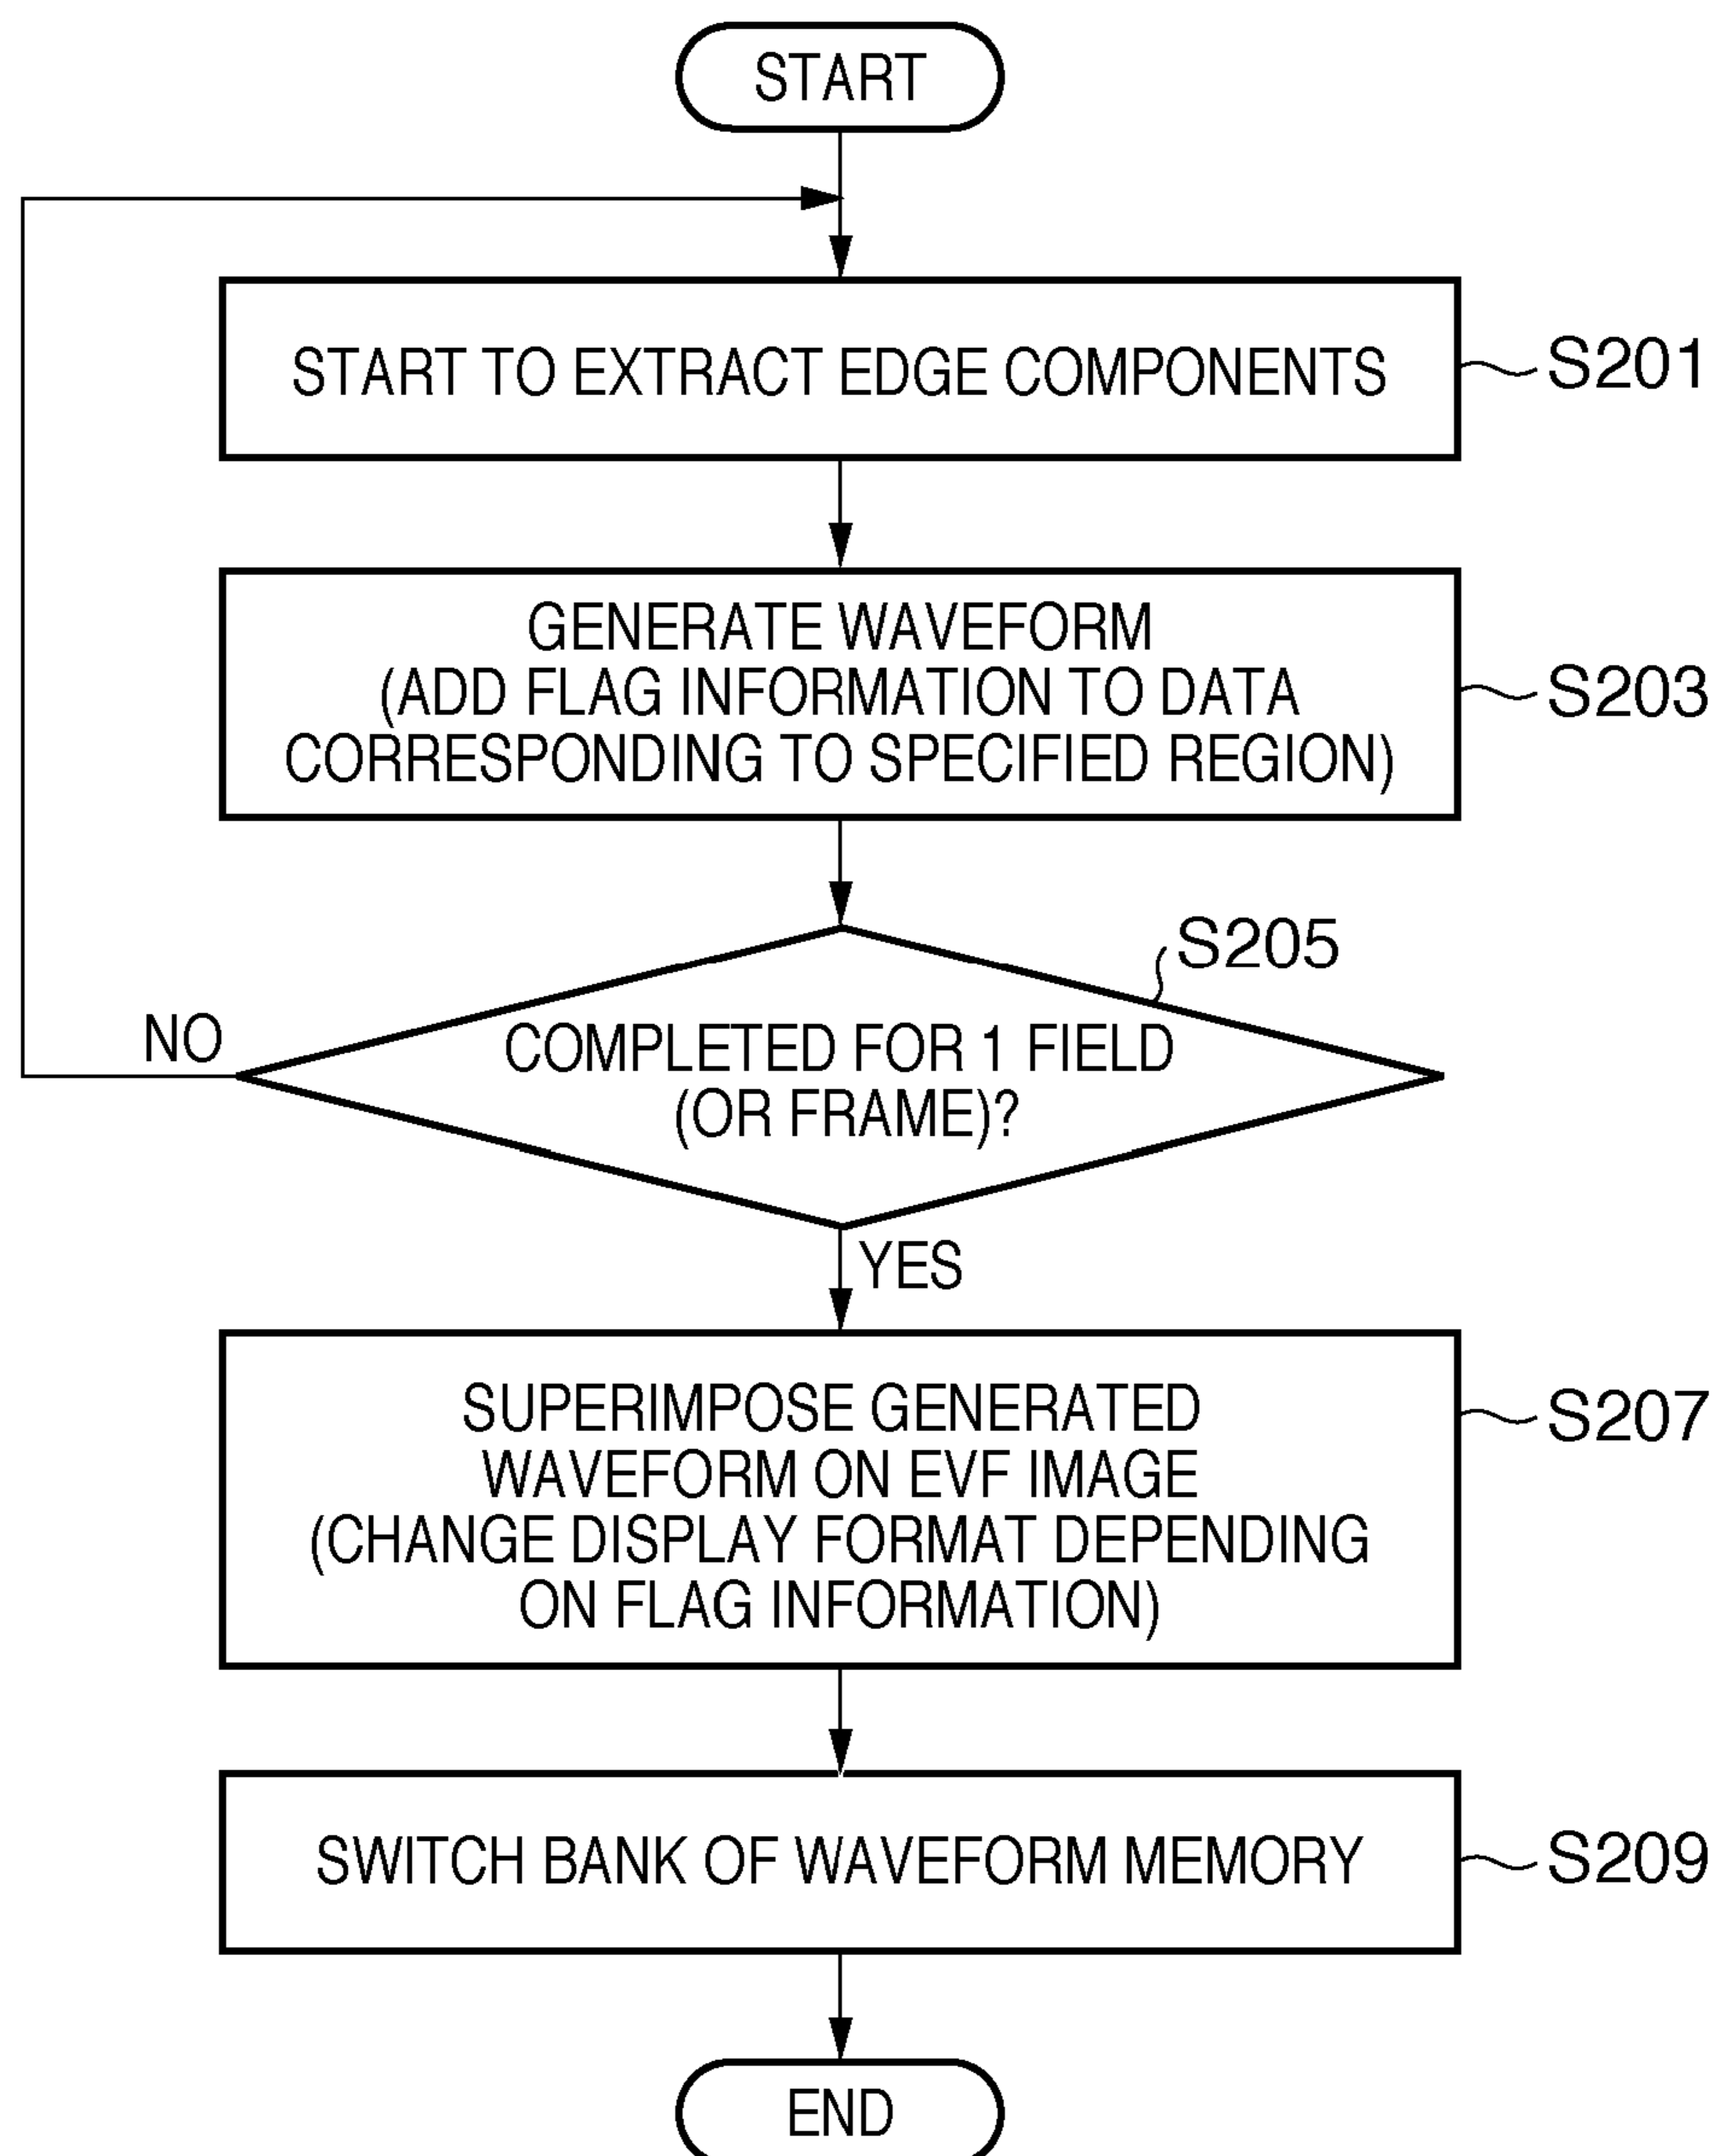 START
START TO EXTRACT EDGE COMPONENTS
S201
GENERATE WAVEFORM
(ADD FLAG INFORMATION TO DATA
CORRESPONDING TO SPECIFIED REGION)
S203
S205
COMPLETED FOR 1 FIELD
(OR FRAME)?
NO
YES
SUPERIMPOSE GENERATED
WAVEFORM ON EVF IMAGE
(CHANGE DISPLAY FORMAT DEPENDING
ON FLAG INFORMATION)
S207
SWITCH BANK OF WAVEFORM MEMORY
S209
END